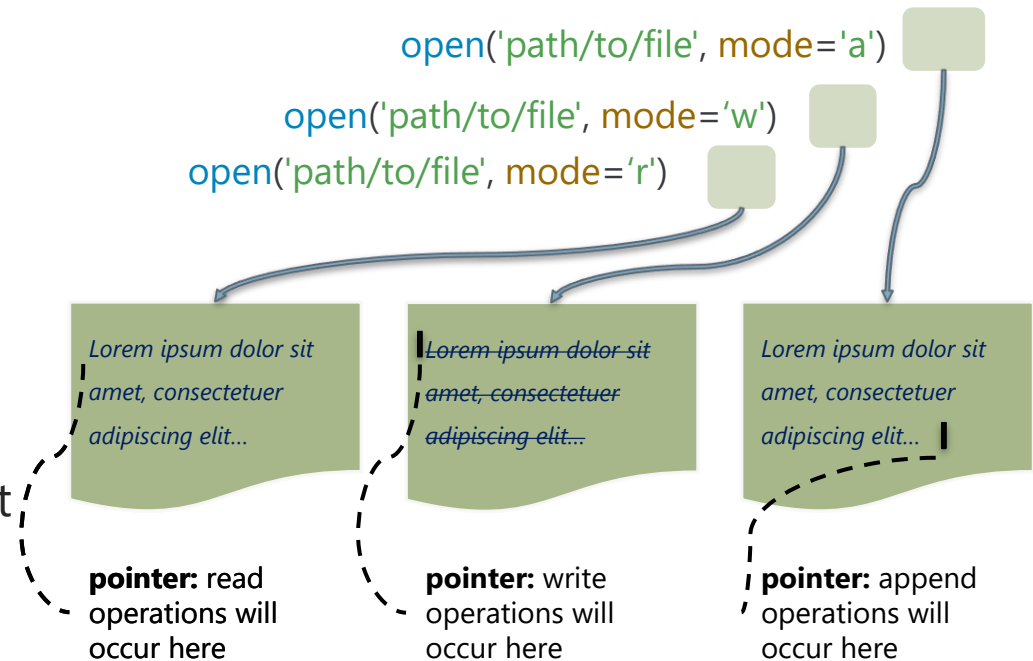 open('path/to/file', mode='a')
open('path/to/file', mode=‘w')
open('path/to/file', mode=‘r')
Lorem ipsum dolor sit
amet, consectetuer
adipiscing elit…
Lorem ipsum dolor sit
amet, consectetuer
adipiscing elit…
Lorem ipsum dolor sit
amet, consectetuer
adipiscing elit…
t
pointer: read
operations will
occur here
pointer: write
operations will
occur here
pointer: append
operations will
occur here